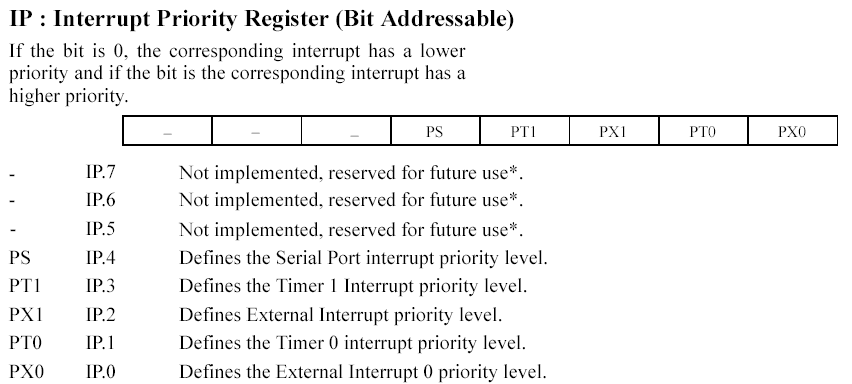 IP : Interrupt Priority Register (Bit Addressable)
If the bit is 0, the corresponding interrupt has a lower
priority and if the bit is the corresponding interrupt has a
higher priority.
– – – PS PT1 PX1 PT0 PX0
- IP.7 Not implemented, reserved for future use*.
- IP.6 Not implemented, reserved for future use*.
- IP.5 Not implemented, reserved for future use*.
PS IP.4 Defines the Serial Port interrupt priority level.
PT1 IP.3 Defines the Timer 1 Interrupt priority level.
PX1 IP.2 Defines External Interrupt priority level.
PT0 IP.1 Defines the Timer 0 interrupt priority level.
PX0 IP.0 Defines the External Interrupt 0 priority level.